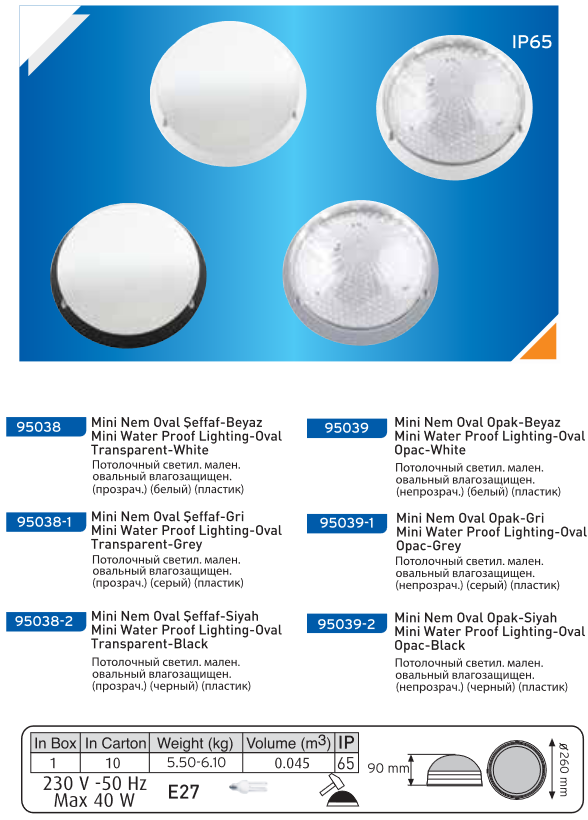 IP65
95038
Mini Nem Oval Şeffaf-Beyaz
Mini Water Proof Lighting-Oval
Transparent-White
Потолочный светил. мален.
овальный влагозащищен.
(прозрач.) (белый) (пластик)
95039
Mini Nem Oval Opak-Beyaz
Mini Water Proof Lighting-Oval
Opac-White
Потолочный светил. мален.
овальный влагозащищен.
(непрозрач.) (белый) (пластик)
95038-1
Mini Nem Oval Şeffaf-Gri
Mini Water Proof Lighting-Oval
Transparent-Grey
Потолочный светил. мален.
овальный влагозащищен.
(прозрач.) (серый) (пластик)
95039-1
Mini Nem Oval Opak-Gri
Mini Water Proof Lighting-Oval
Opac-Grey
Потолочный светил. мален.
овальный влагозащищен.
(непрозрач.) (серый) (пластик)
95038-2
Mini Nem Oval Şeffaf-Siyah
Mini Water Proof Lighting-Oval
Transparent-Black
Потолочный светил. мален.
овальный влагозащищен.
(прозрач.) (черный) (пластик)
95039-2
Mini Nem Oval Opak-Siyah
Mini Water Proof Lighting-Oval
Opac-Black
Потолочный светил. мален.
овальный влагозащищен.
(непрозрач.) (черный) (пластик)
In Box In Carton Weight (kg) Volume (m3) IP
1 10 5.50-6.10 0.045 65
230 V -50 Hz
Max 40 W
E27
90 mm
ø260 mm